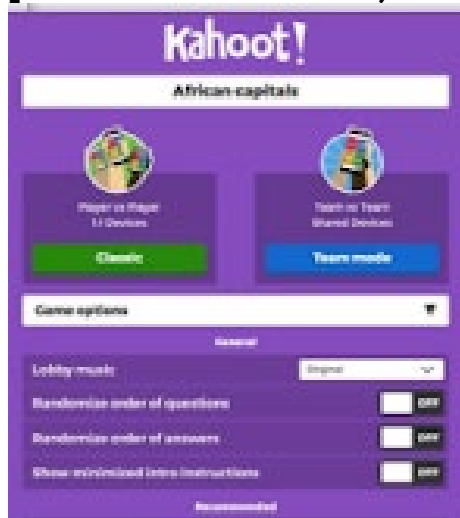 Kahoot!
African capitals
Player vs Player
1:1 Devices
Team vs Team
Shared Devices
Classic
Team mode
Game options
General
Lobby music
Original
Randomize order of questions
OFF
Randomize order of answers
OFF
Show minimized intro instructions
OFF
Recommended